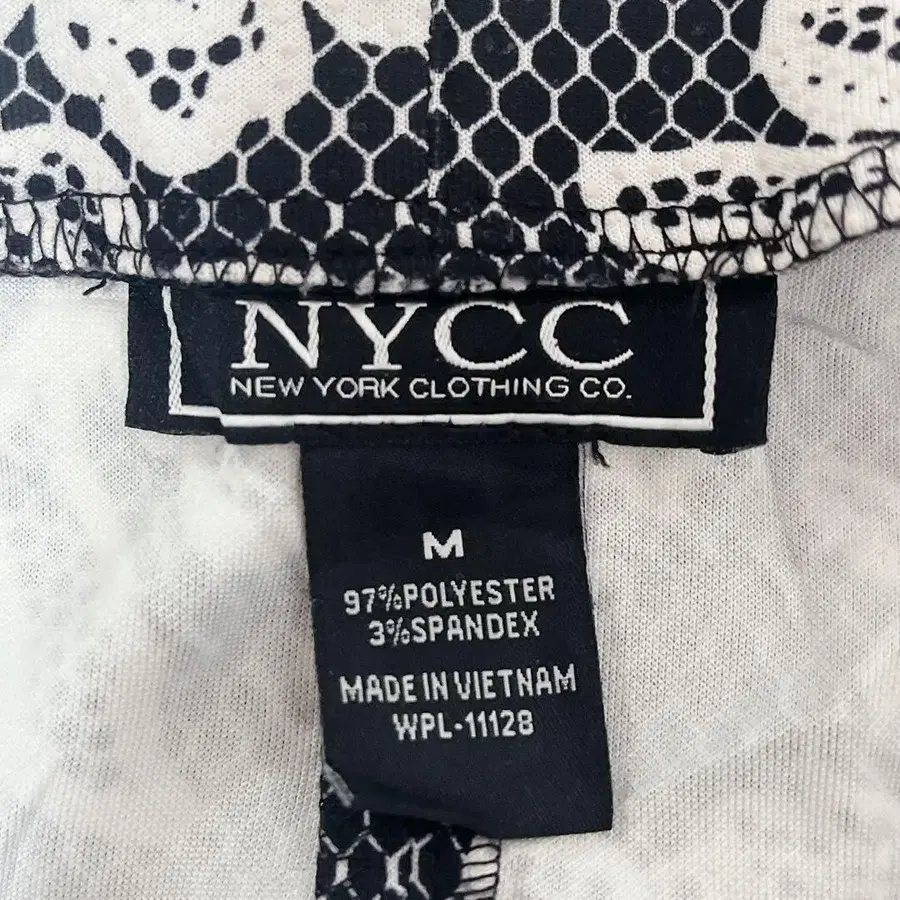 NYCC
NEW YORK CLOTHING CO.
M
97%POLYESTER
3%SPANDEX
MADE IN VIETNAM
WPL-11128